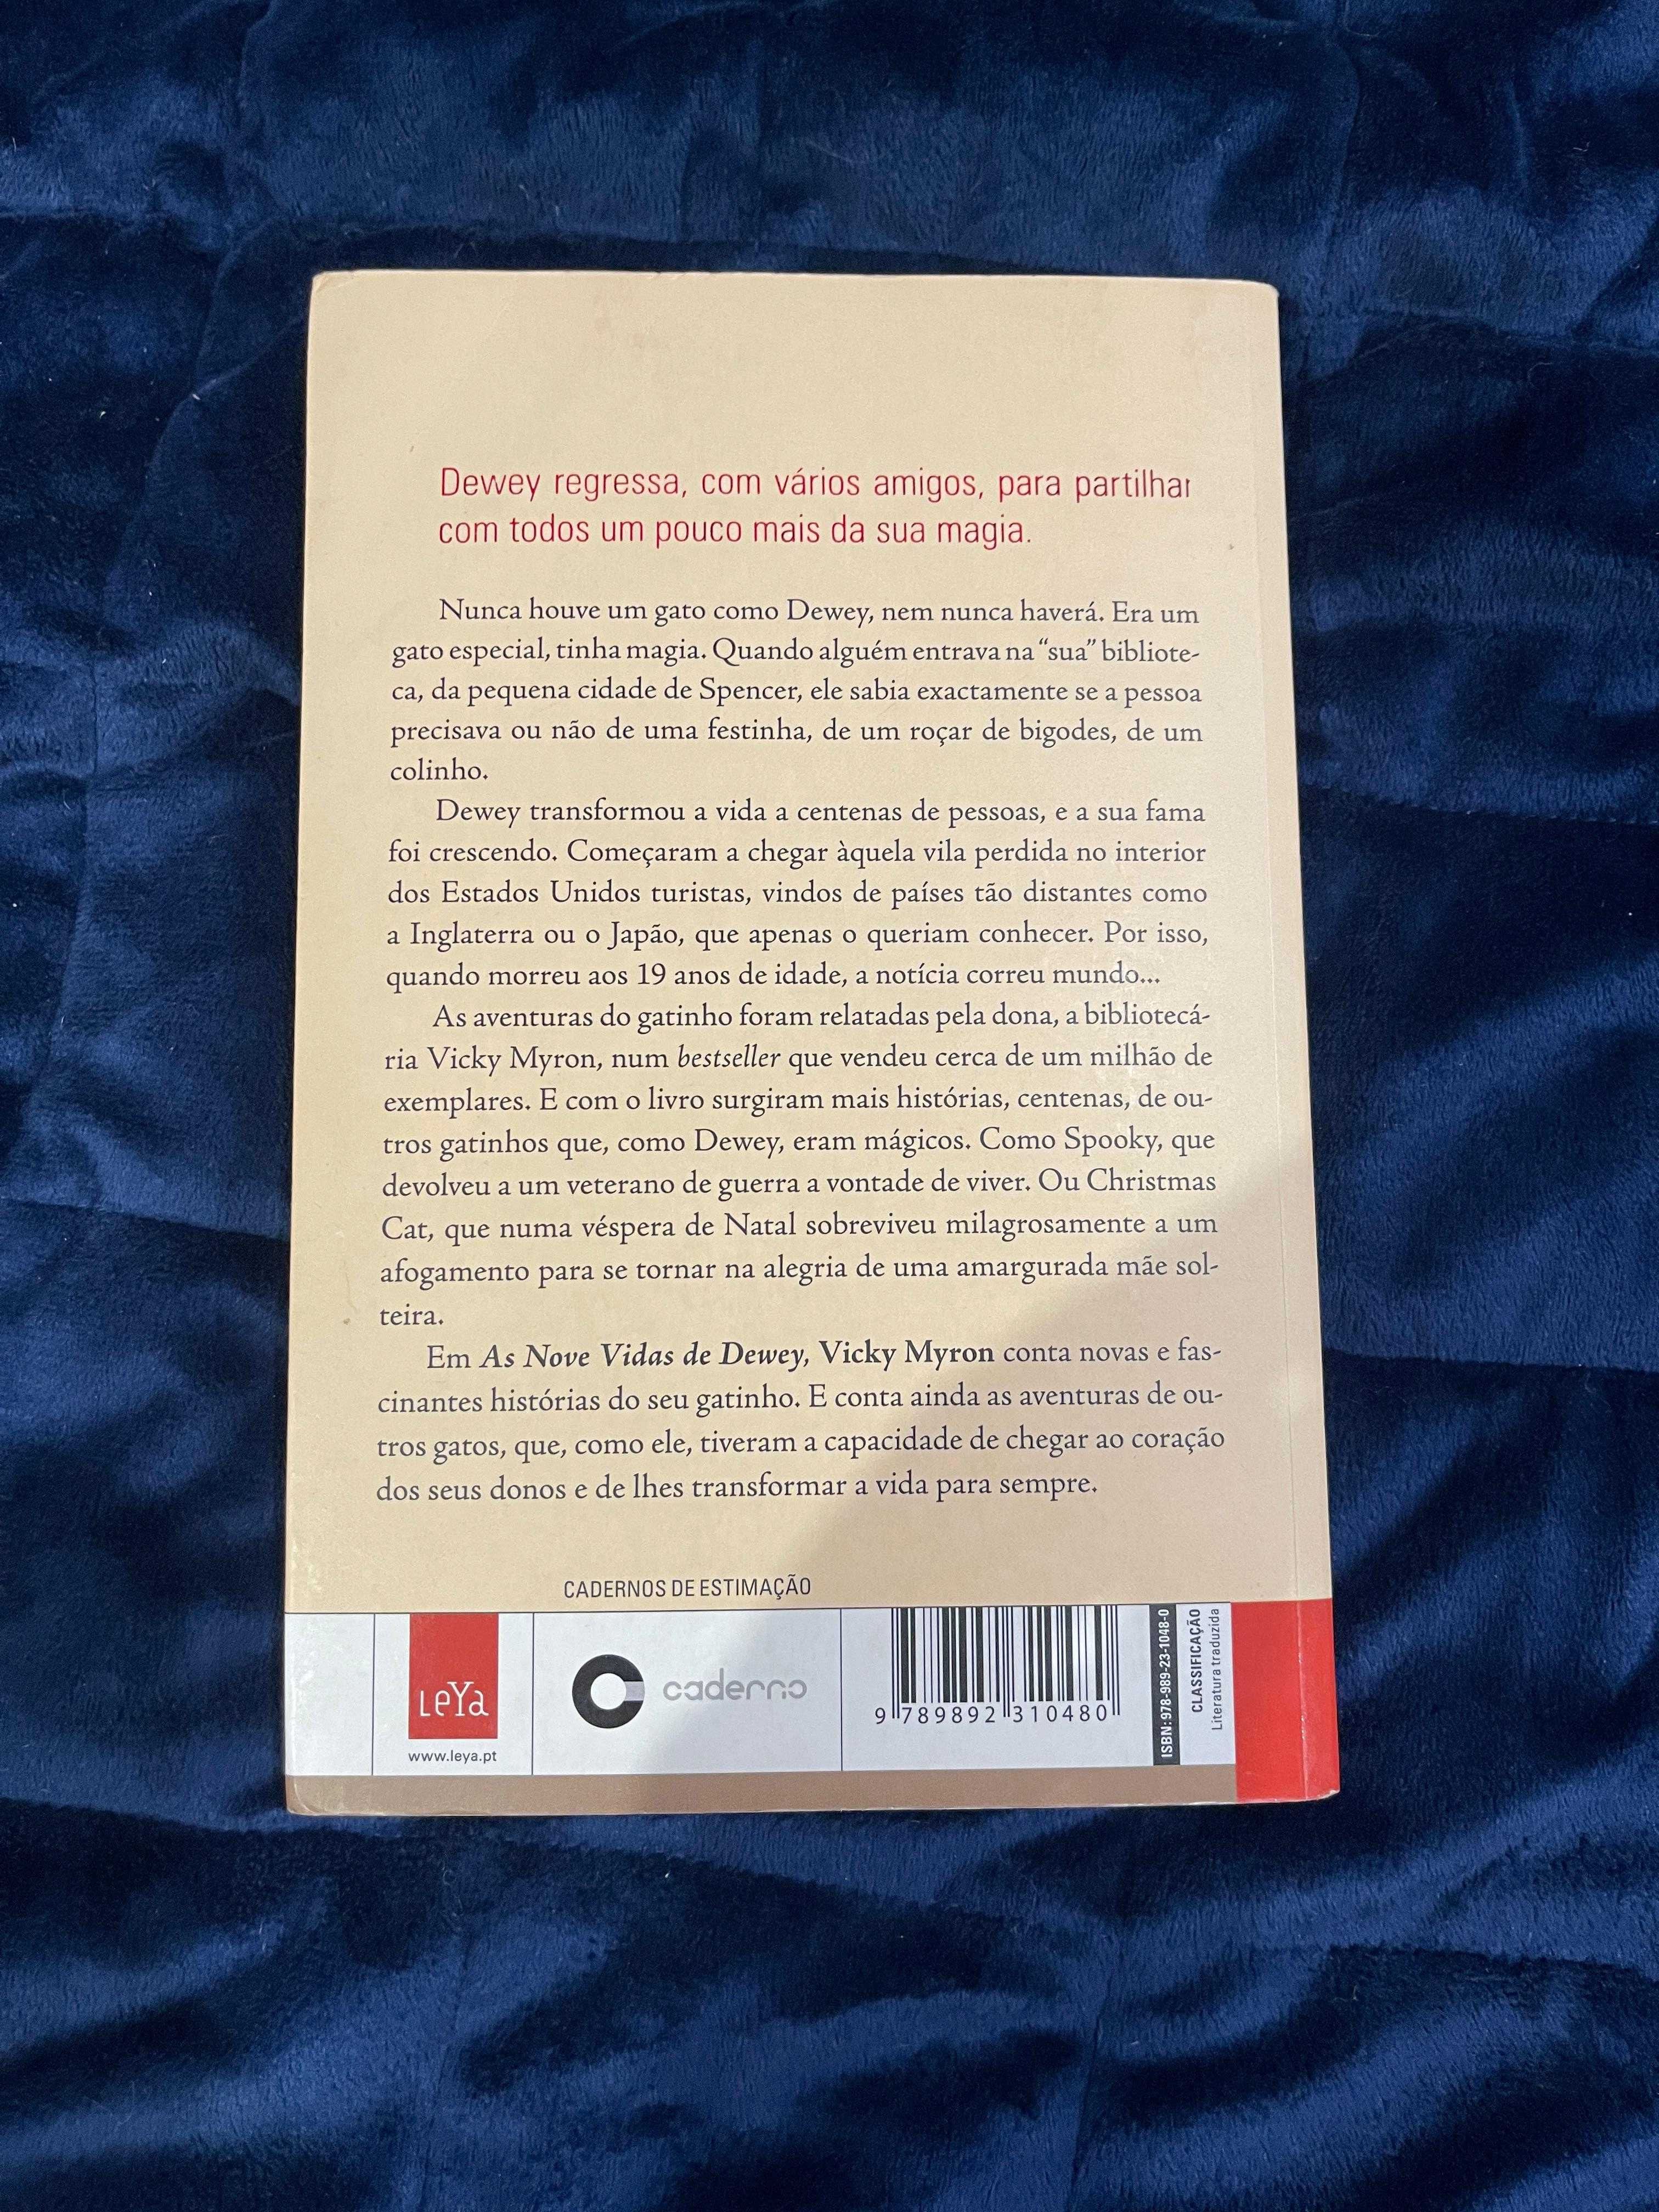 Dewey regressa, com vários amigos, para partilhar
com todos um pouco mais da sua magia.
Nunca houve um gato como Dewey, nem nunca haverá. Era um
gato especial, tinha magia. Quando alguém entrava na “sua” bibliote-
ca, da pequena cidade de Spencer, ele sabia exactamente se a pessoa
precisava ou não de uma festinha, de um roçar de bigodes, de um
colinho.
Dewey transformou a vida a centenas de pessoas, e a sua fama
foi crescendo. Começaram a chegar àquela vila perdida no interior
dos Estados Unidos turistas, vindos de países tão distantes como
a Inglaterra ou o Japão, que apenas o queriam conhecer. Por isso,
quando morreu aos 19 anos de idade, a notícia correu mundo...
As aventuras do gatinho foram relatadas pela dona, a bibliotecá-
ria Vicky Myron, num bestseller que vendeu cerca de um milhão de
exemplares. E com o livro surgiram mais histórias, centenas, de ou-
tros gatinhos que, como Dewey, eram mágicos. Como Spooky, que
devolveu a um veterano de guerra a vontade de viver. Ou Christmas
Cat, que numa véspera de Natal sobreviveu milagrosamente a um
afogamento para se tornar na alegria de uma amargurada mãe sol-
teira.
Em As Nove Vidas de Dewey, Vicky Myron conta novas e fas-
cinantes histórias do seu gatinho. E conta ainda as aventuras de ou-
tros gatos, que, como ele, tiveram a capacidade de chegar ao coração
dos seus donos e de lhes transformar a vida para sempre.
CADERNOS DE ESTIMAÇÃO
LeYa
www.leya.pt
caderno
9 789892 310480
ISBN: 978-989-23-1048-0
CLASSIFICAÇÃO
Literatura traduzida